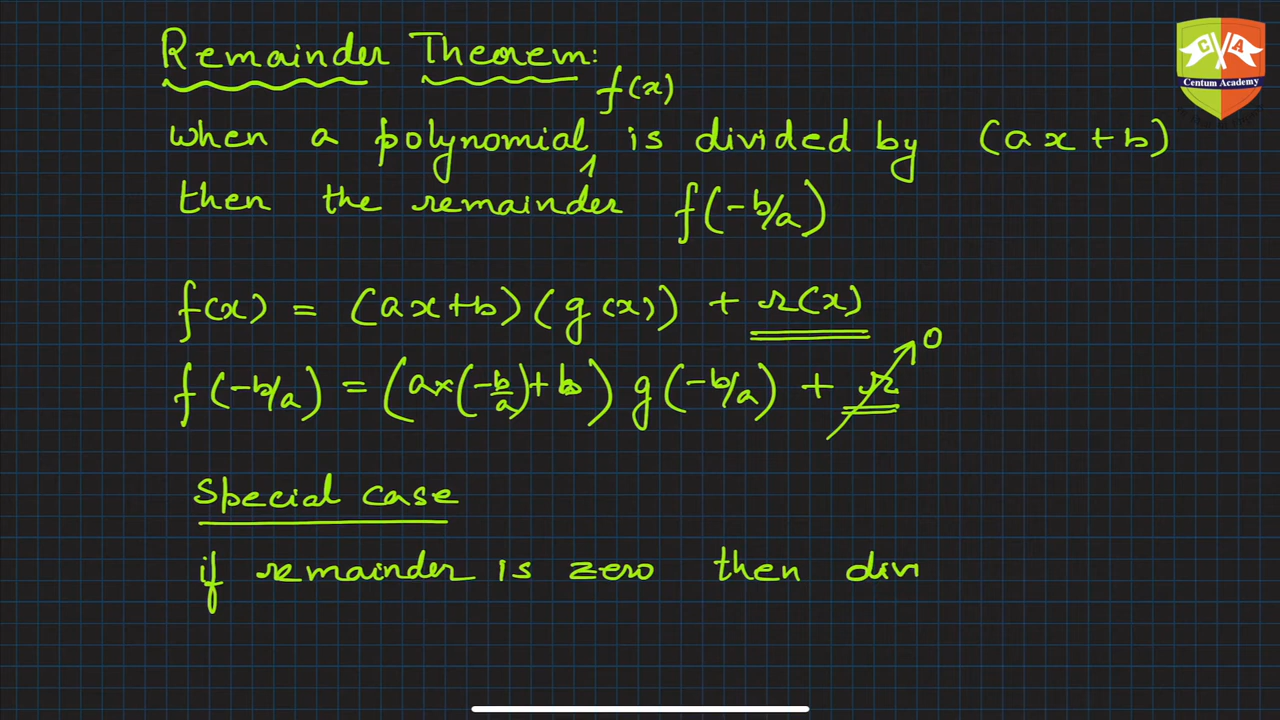 Remainder Theorem:
when a polynomial f(x) is divided by (ax+b)
then the remainder f(-b/a)
f(x) = (ax+b)(g(x)) + r(x)
f(-b/a) = (a×(-b/a)+b) g(-b/a) + r 0
Special case
if remainder is zero then divi
C A
Centum Academy